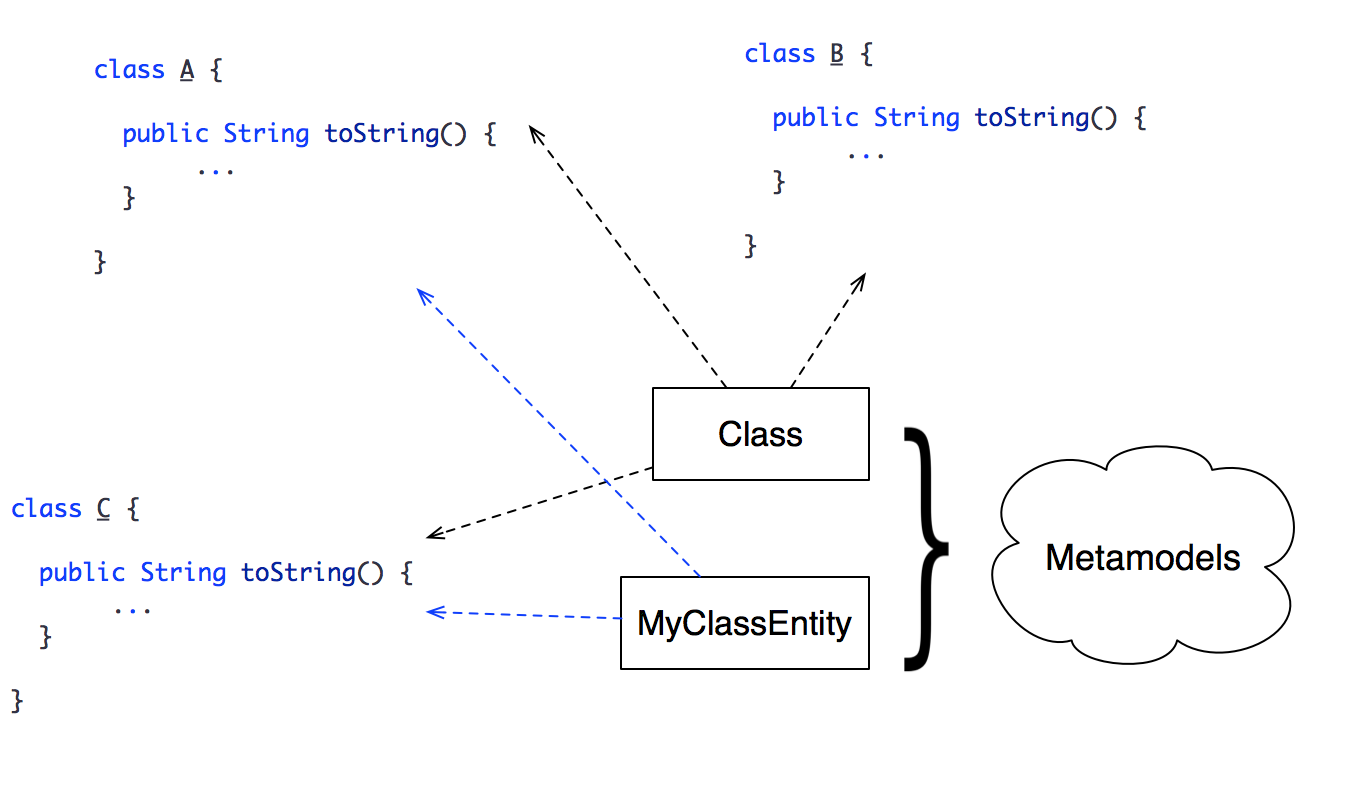 class A {
public String toString() {
...
}
}
class B {
public String toString() {
...
}
}
Class
class C {
public String toString() {
...
}
}
MyClassEntity
}
Metamodels